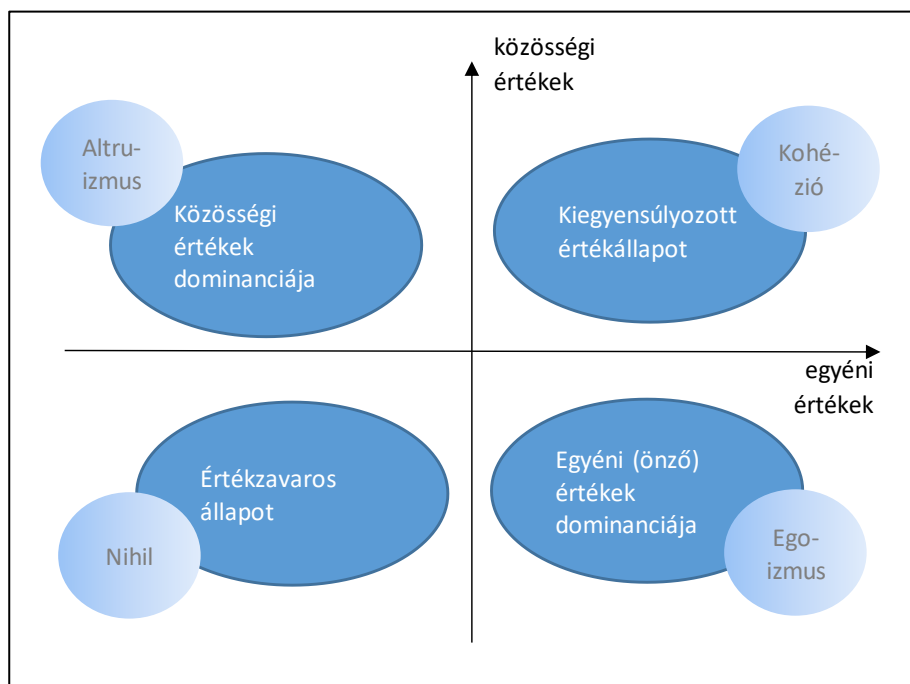 közösségi
értékek
Altru-
izmus
Közösségi
értékek
dominanciája
Kiegyensúlyozott
értékállapot
Kohé-
zió
egyéni
értékek
Értékzavaros
állapot
Nihil
Egyéni (önző)
értékek
dominanciája
Ego-
izmus